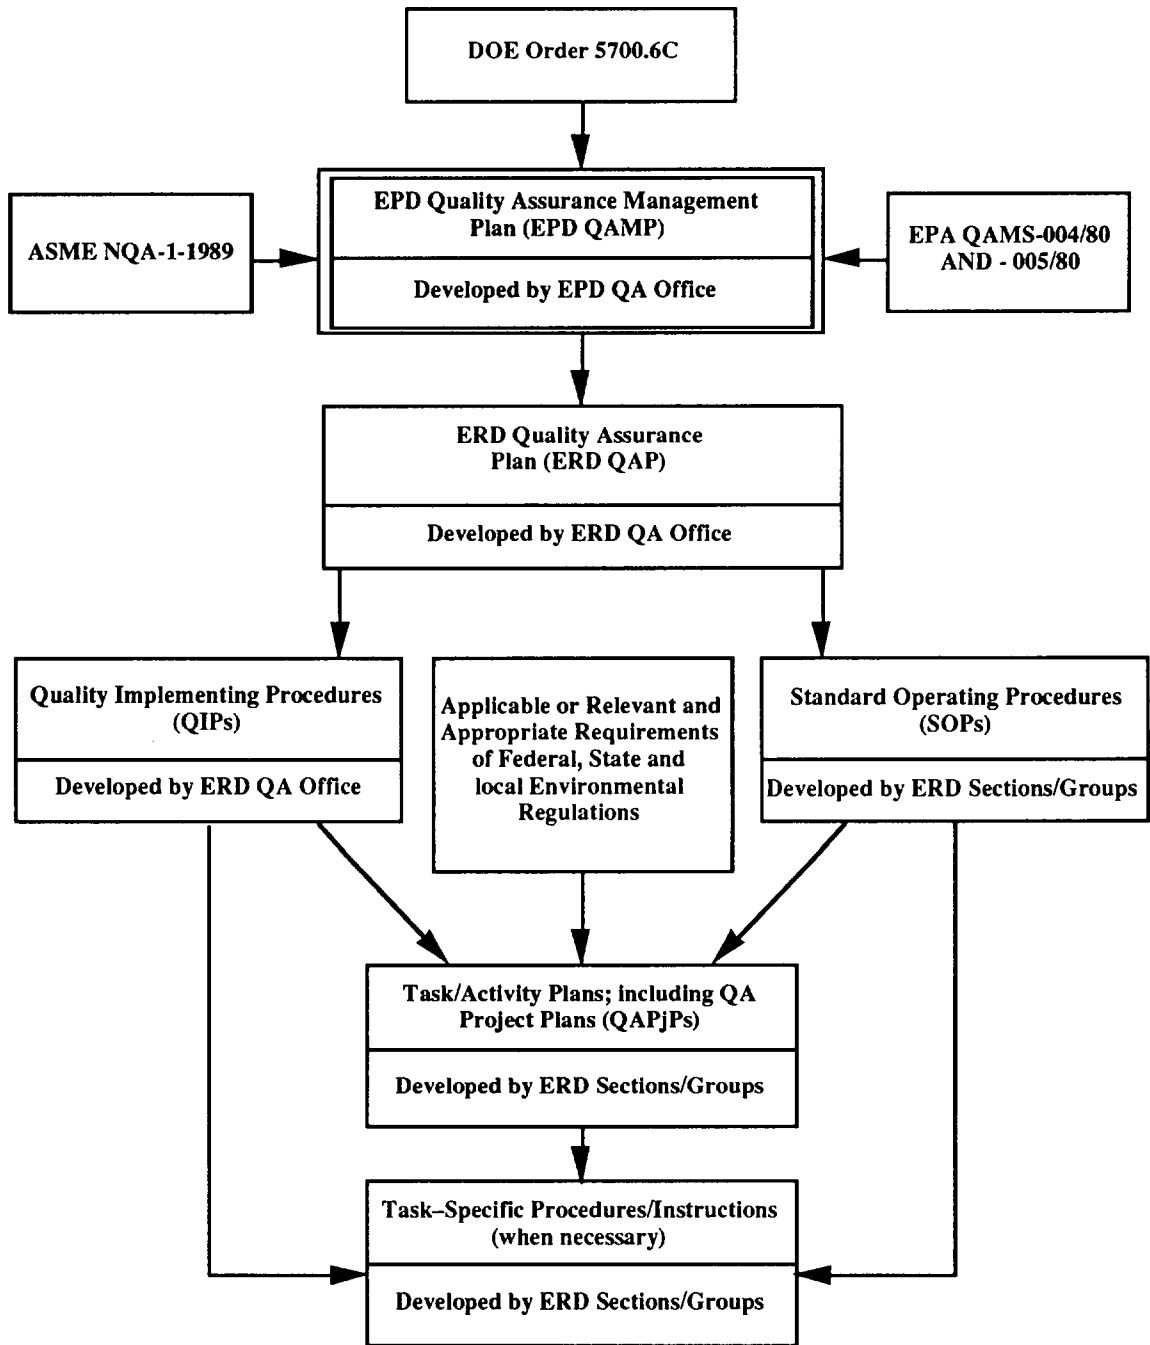 DOE Order 5700.6C
EPD Quality Assurance Management
Plan (EPD QAMP)
Developed by EPD QA Office
ASME NQA-1-1989
EPA QAMS-004/80
AND - 005/80
ERD Quality Assurance
Plan (ERD QAP)
Developed by ERD QA Office
Quality Implementing Procedures
(QIPs)
Developed by ERD QA Office
Applicable or Relevant and
Appropriate Requirements
of Federal, State and
local Environmental
Regulations
Standard Operating Procedures
(SOPs)
Developed by ERD Sections/Groups
Task/Activity Plans; including QA
Project Plans (QAPjPs)
Developed by ERD Sections/Groups
Task–Specific Procedures/Instructions
(when necessary)
Developed by ERD Sections/Groups